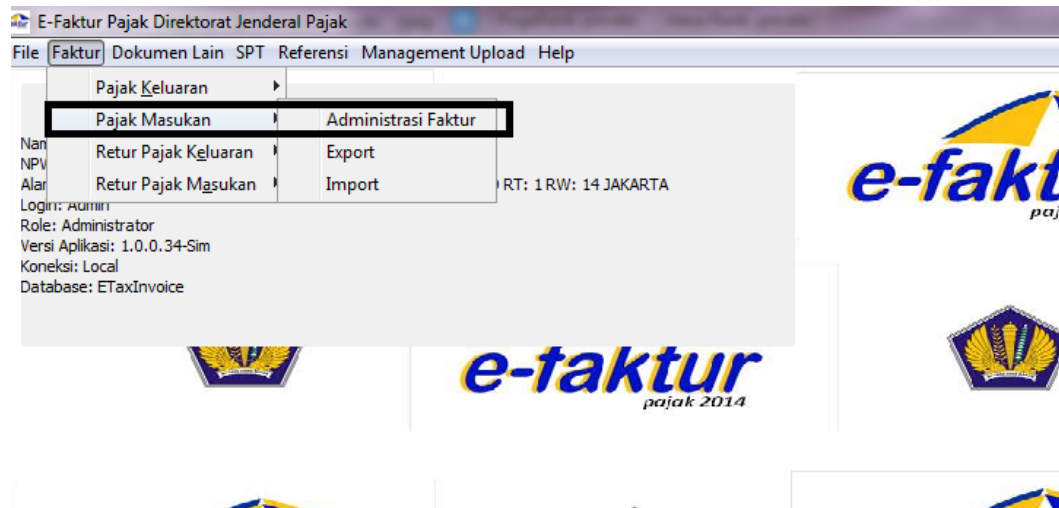 E-Faktur Pajak Direktorat Jenderal Pajak
File Faktur Dokumen Lain SPT Referensi Management Upload Help
Pajak Keluaran
Pajak Masukan Administrasi Faktur
Retur Pajak Keluaran Export
Retur Pajak Masukan Import
RT: 1 RW: 14 JAKARTA
Login: Admin
Role: Administrator
Versi Aplikasi: 1.0.0.34-Sim
Koneksi: Local
Database: ETaxInvoice
e-faktur
pajak 2014